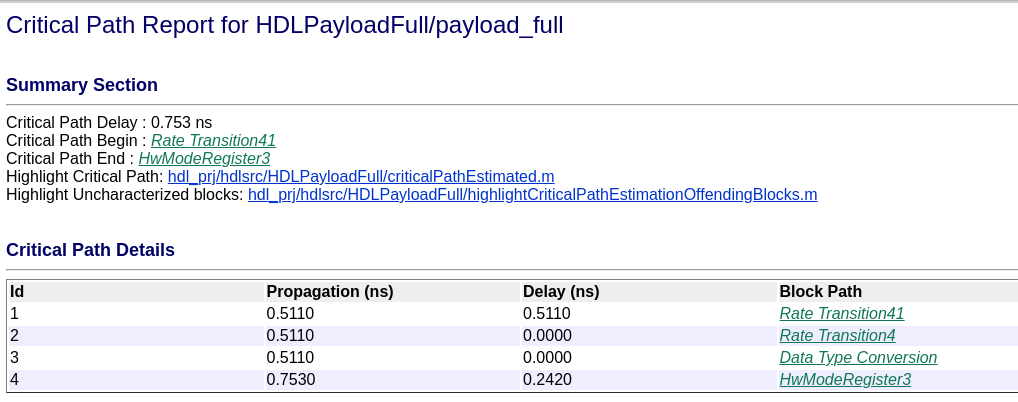 Critical Path Report for HDLPayloadFull/payload_full
Summary Section
Critical Path Delay : 0.753 ns
Critical Path Begin : Rate Transition41
Critical Path End : HwModeRegister3
Highlight Critical Path: hdl_prj/hdlsrc/HDLPayloadFull/criticalPathEstimated.m
Highlight Uncharacterized blocks: hdl_prj/hdlsrc/HDLPayloadFull/highlightCriticalPathEstimationOffendingBlocks.m
Critical Path Details
Id Propagation (ns) Delay (ns) Block Path
1 0.5110 0.5110 Rate Transition41
2 0.5110 0.0000 Rate Transition4
3 0.5110 0.0000 Data Type Conversion
4 0.7530 0.2420 HwModeRegister3